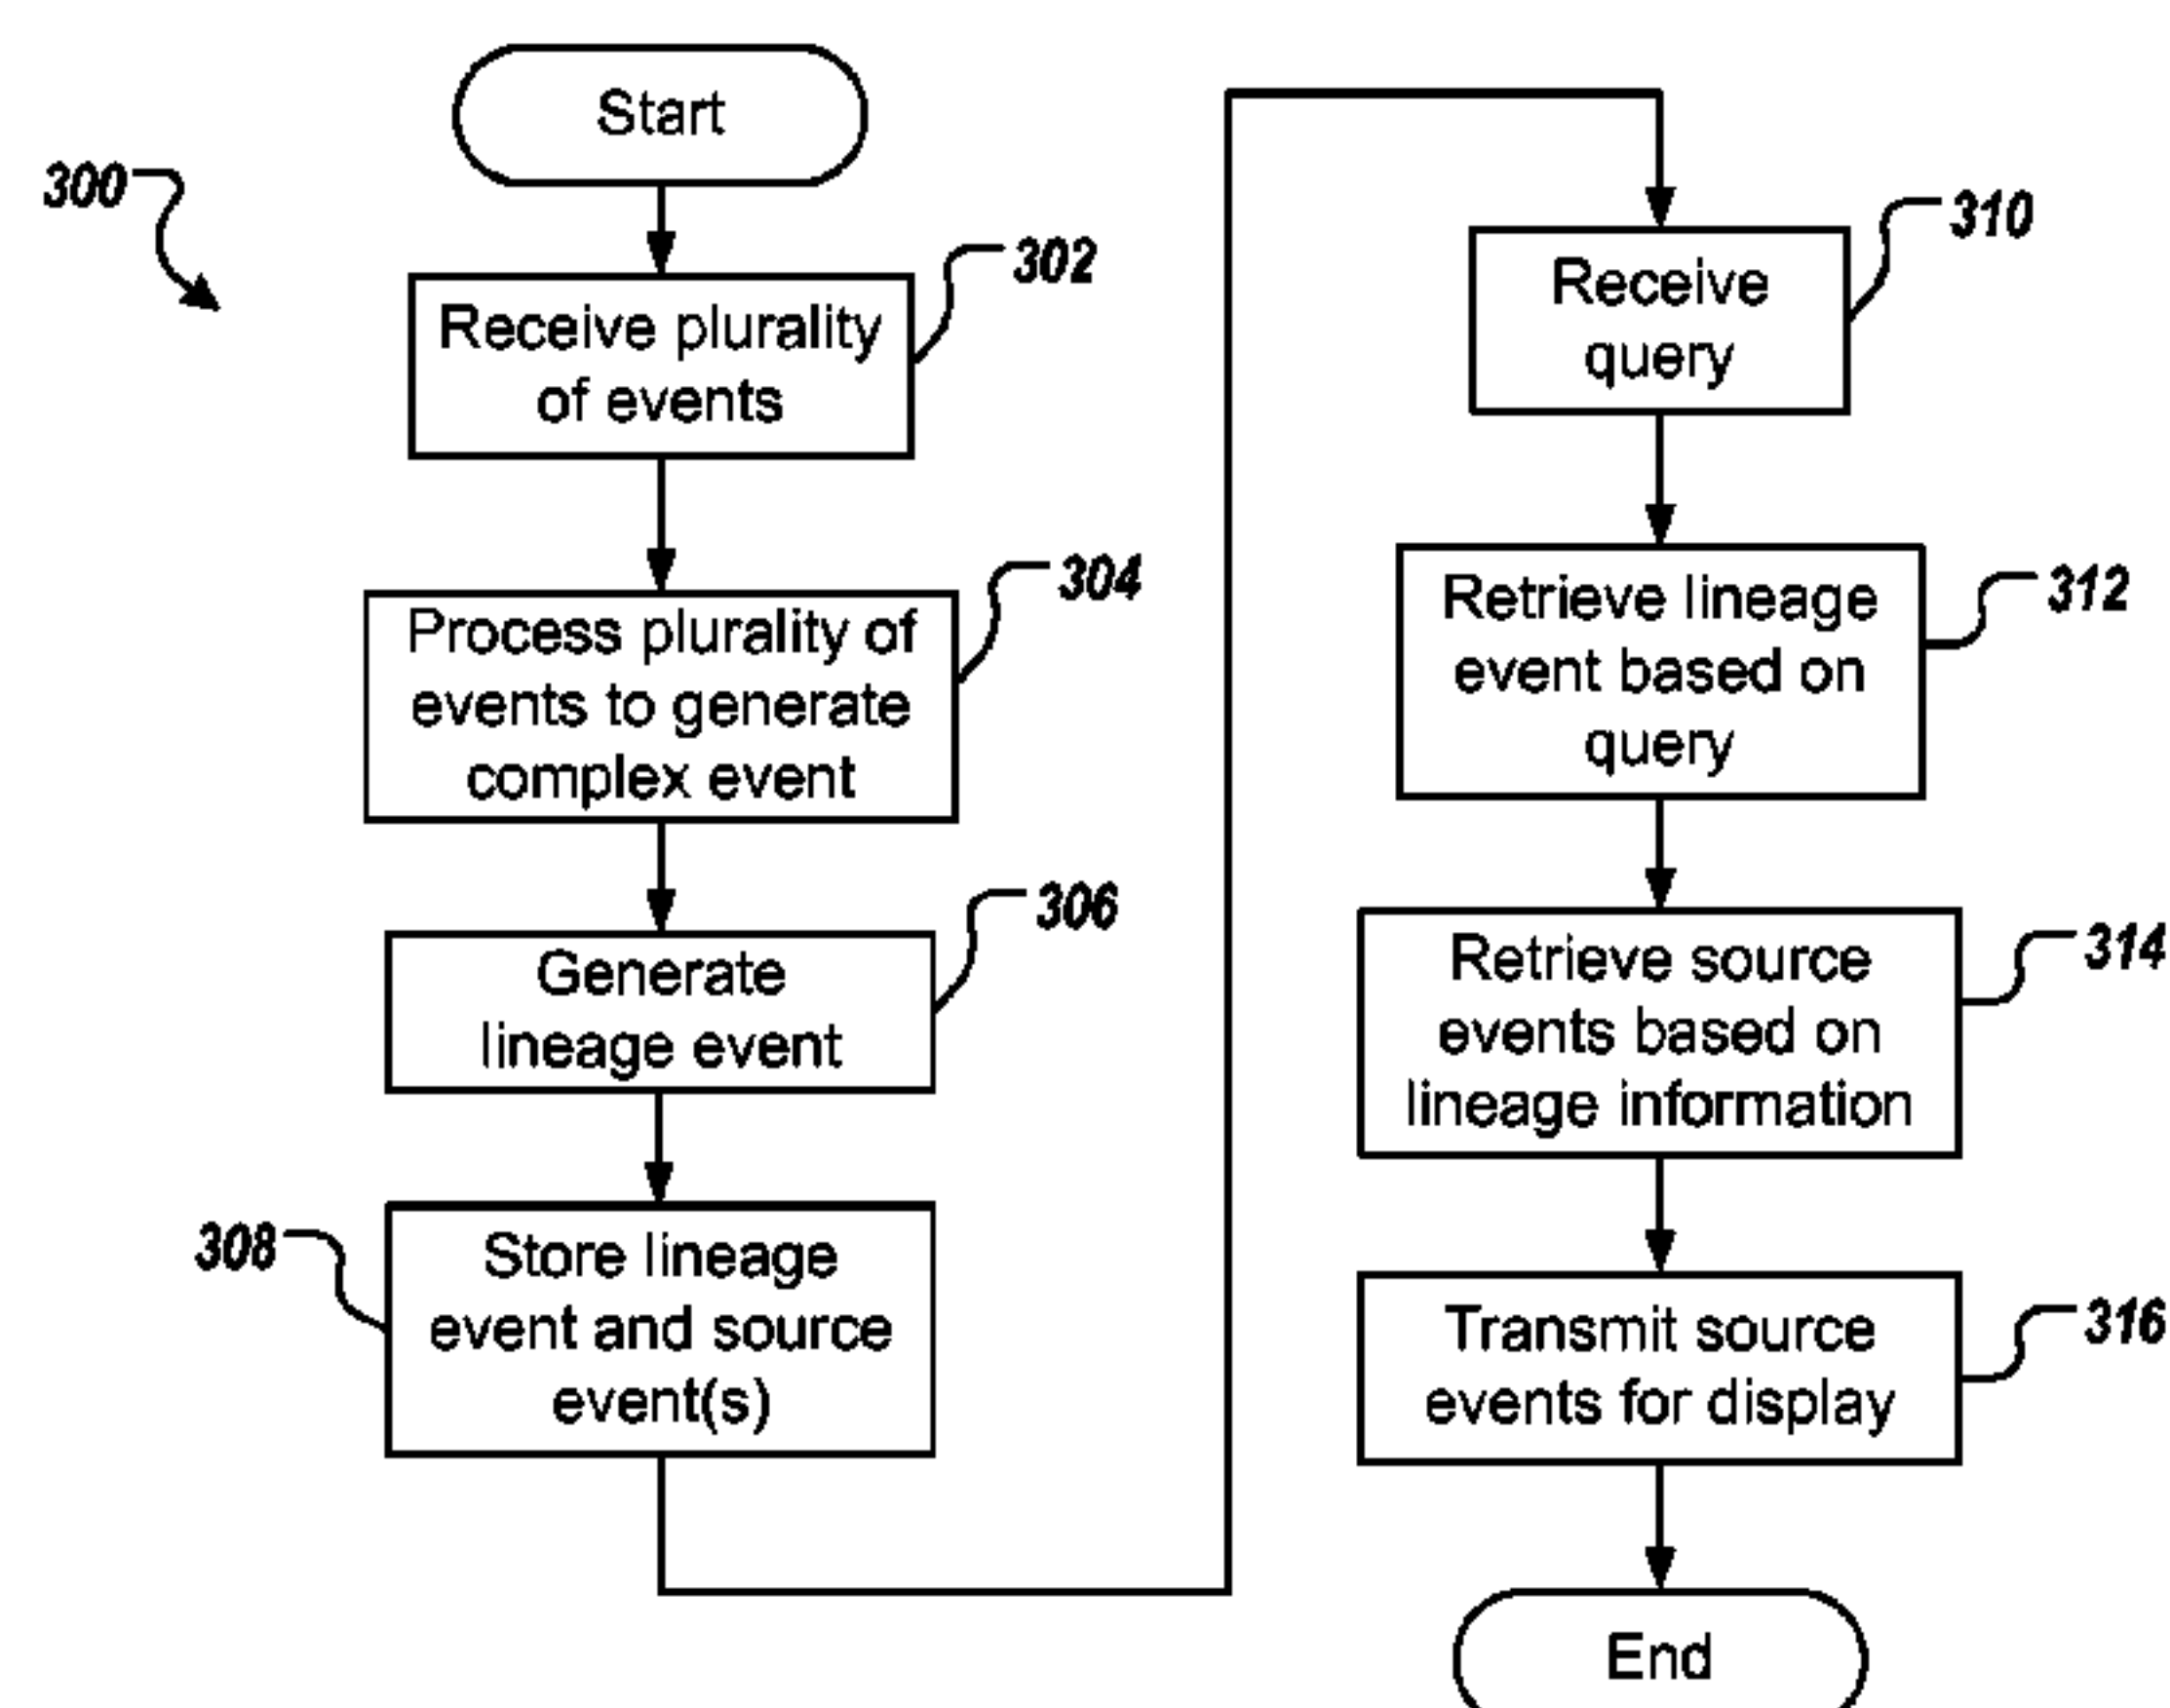 Start
300
302
Receive plurality
of events
304
Process plurality of
events to generate
complex event
306
Generate
lineage event
308
Store lineage
event and source
event(s)
310
Receive
query
312
Retrieve lineage
event based on
query
314
Retrieve source
events based on
lineage information
316
Transmit source
events for display
End